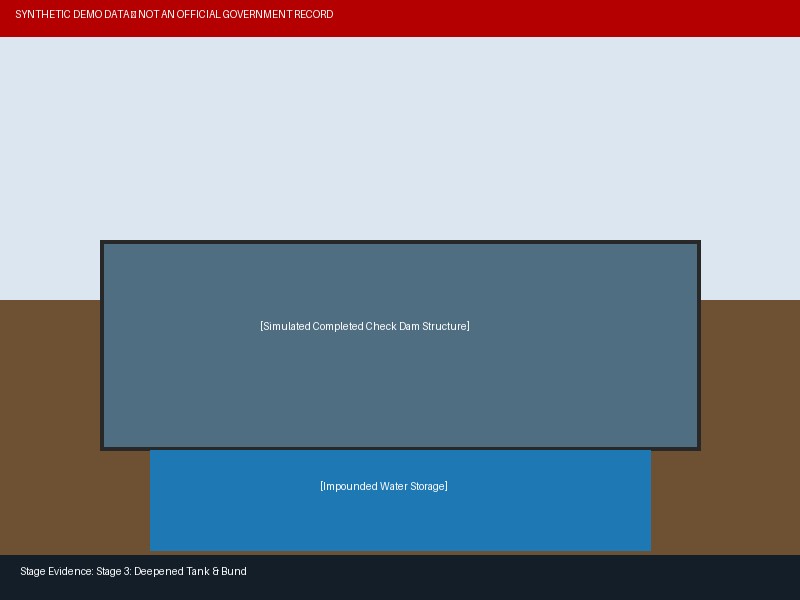 SYNTHETIC DEMO DATA NOT AN OFFICIAL GOVERNMENT RECORD
[Simulated Completed Check Dam Structure]
[Impounded Water Storage]
Stage Evidence: Stage 3: Deepened Tank & Bund